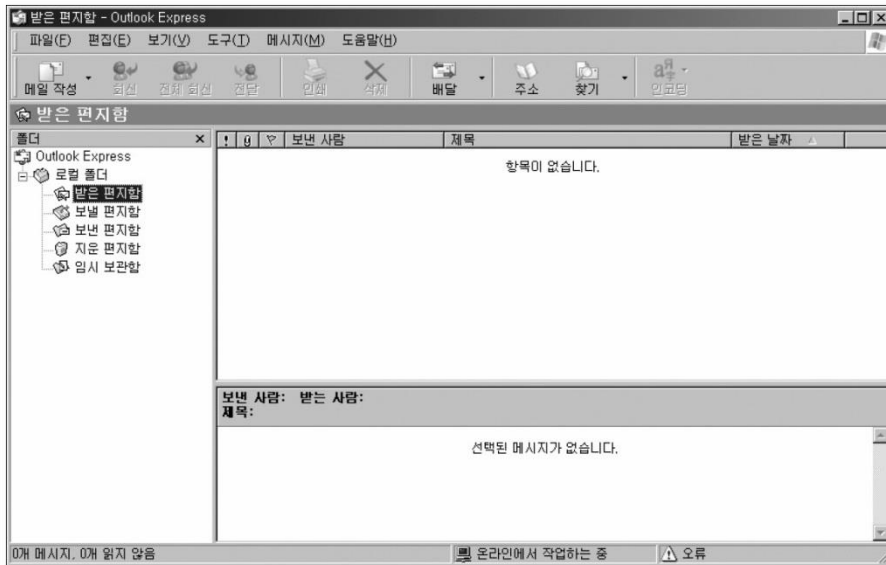 받은 편지함 - Outlook Express
파일(F) 편집(E) 보기(V) 도구(T) 메시지(M) 도움말(H)
메일 작성 회신 전체 회신 전달 인쇄 삭제 배달 주소 찾기 인코딩
받은 편지함
폴더
보낸 사람 제목 받은 날짜
Outlook Express
로컬 폴더
받은 편지함
보낼 편지함
보낸 편지함
지운 편지함
임시 보관함
항목이 없습니다.
보낸 사람: 받는 사람:
제목:
선택된 메시지가 없습니다.
0개 메시지, 0개 읽지 않음 온라인에서 작업하는 중 오류